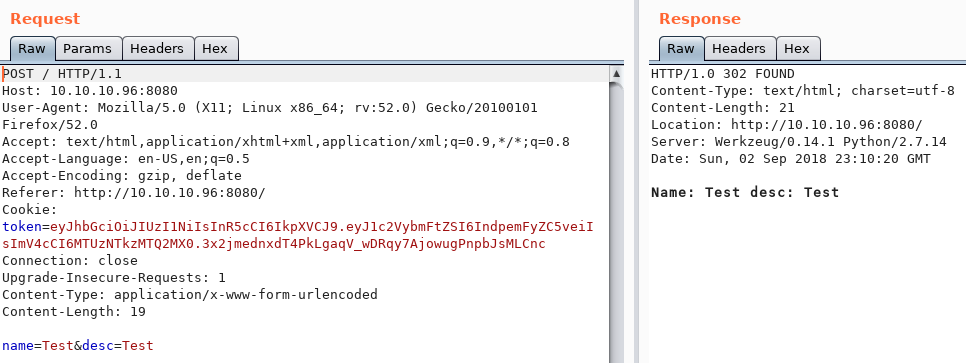 Request
Raw Params Headers Hex
POST / HTTP/1.1
Host: 10.10.10.96:8080
User-Agent: Mozilla/5.0 (X11; Linux x86_64; rv:52.0) Gecko/20100101
Firefox/52.0
Accept: text/html,application/xhtml+xml,application/xml;q=0.9,*/*;q=0.8
Accept-Language: en-US,en;q=0.5
Accept-Encoding: gzip, deflate
Referer: http://10.10.10.96:8080/
Cookie:
token=eyJhbGciOiJIUzI1NiIsInR5cCI6IkpXVCJ9.eyJ1c2VybmFtZSI6IndpemFyZC5veiI
sImV4cCI6MTUzNTkzMTQ2MX0.3x2jmednxdT4PkLgaqV_wDRqy7AjowugPnpbJsMLCnc
Connection: close
Upgrade-Insecure-Requests: 1
Content-Type: application/x-www-form-urlencoded
Content-Length: 19
name=Test&desc=Test
Response
Raw Headers Hex
HTTP/1.0 302 FOUND
Content-Type: text/html; charset=utf-8
Content-Length: 21
Location: http://10.10.10.96:8080/
Server: Werkzeug/0.14.1 Python/2.7.14
Date: Sun, 02 Sep 2018 23:10:20 GMT
Name: Test desc: Test